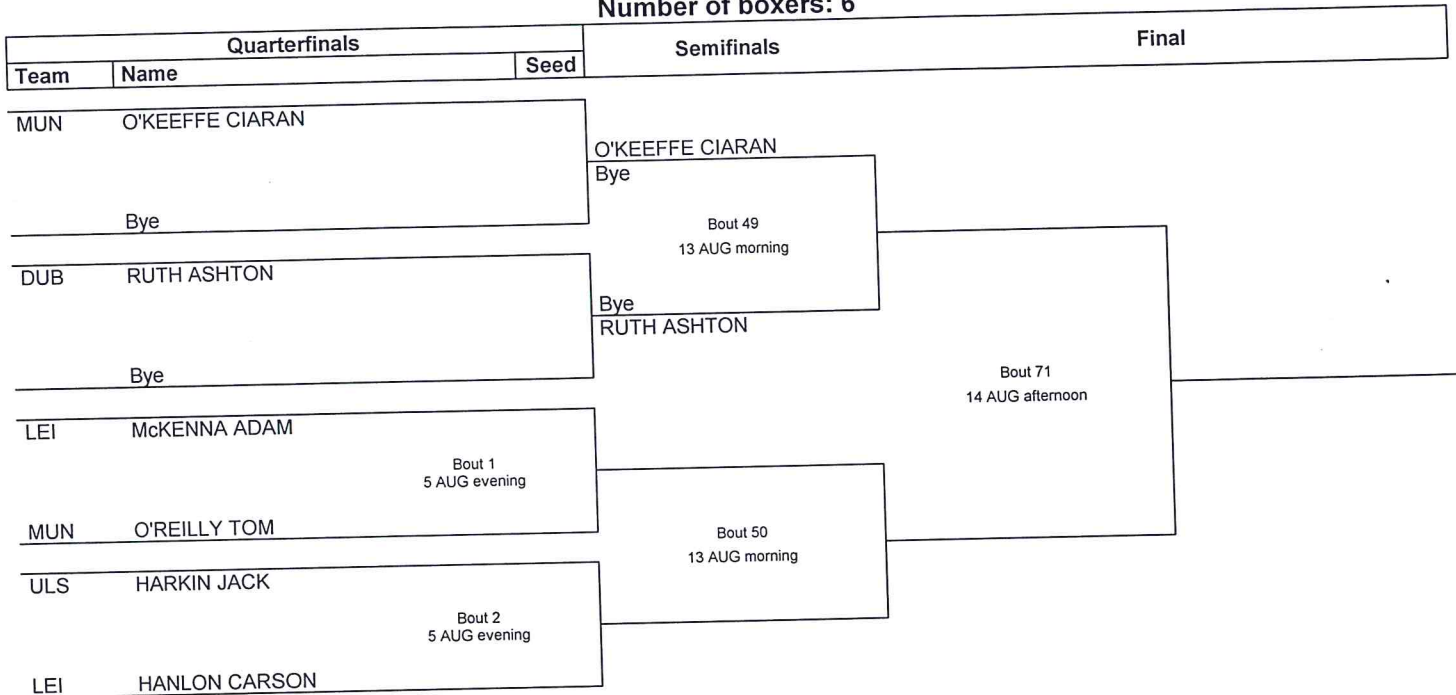 Number of boxers: 6
Quarterfinals
Semifinals
Final
Team Name Seed
MUN O'KEEFFE CIARAN
O'KEEFFE CIARAN
Bye
Bye
Bout 49
13 AUG morning
DUB RUTH ASHTON
Bye
RUTH ASHTON
Bye
Bout 71
14 AUG afternoon
LEI McKENNA ADAM
Bout 1
5 AUG evening
MUN O'REILLY TOM
Bout 50
13 AUG morning
ULS HARKIN JACK
Bout 2
5 AUG evening
LEI HANLON CARSON